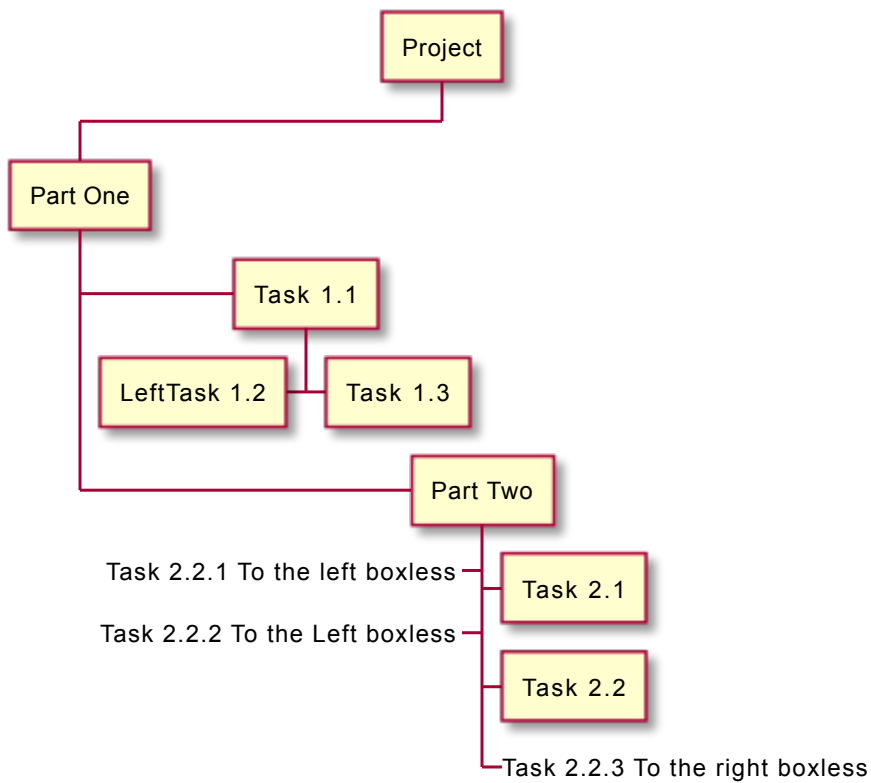 Project
Part One
Task 1.1
LeftTask 1.2
Task 1.3
Part Two
Task 2.2.1 To the left boxless
Task 2.1
Task 2.2.2 To the Left boxless
Task 2.2
Task 2.2.3 To the right boxless